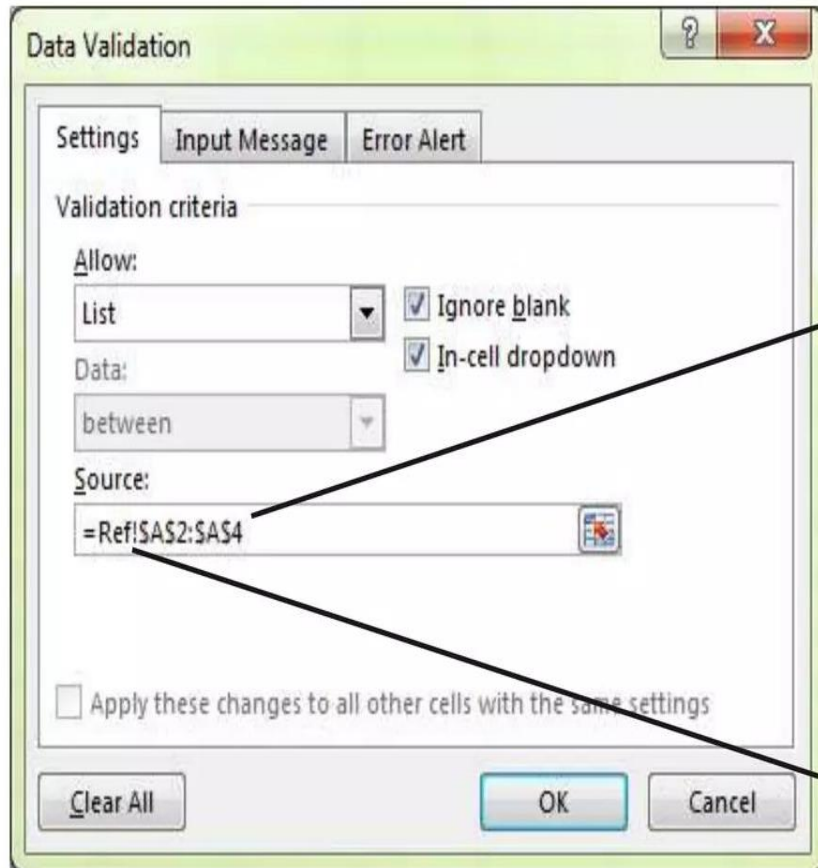 Data Validation
Settings Input Message Error Alert
Validation criteria
Allow:
List
Ignore blank
In-cell dropdown
Data:
between
Source:
=Ref!$A$2:$A$4
Apply these changes to all other cells with the same settings
Clear All OK Cancel